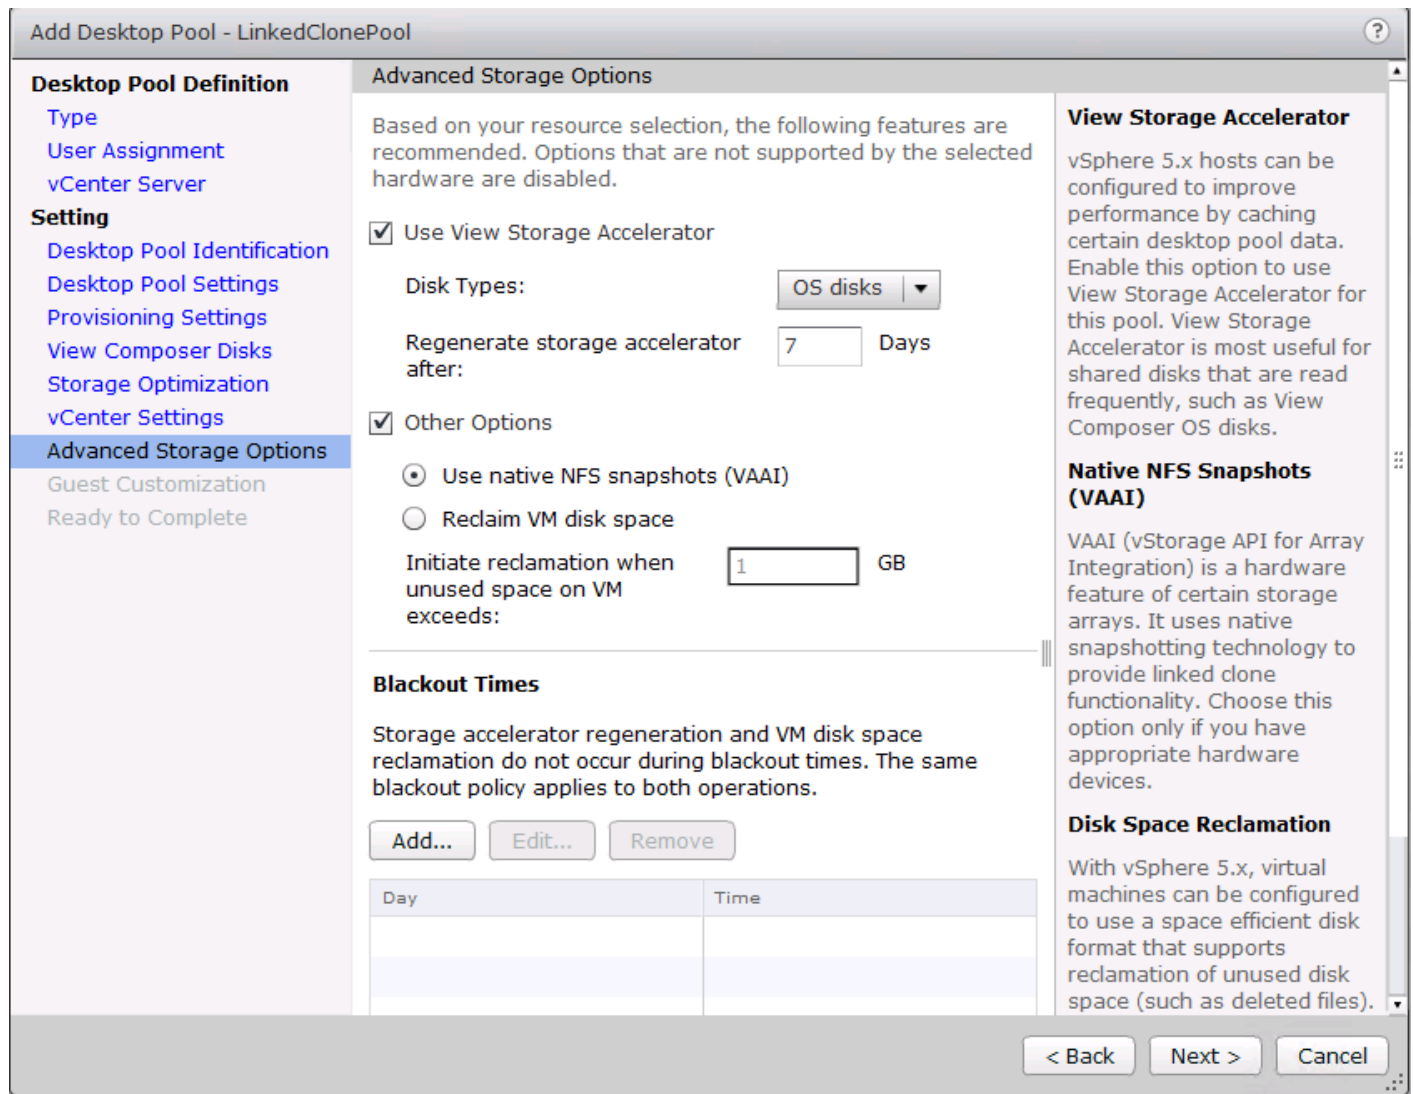 Add Desktop Pool - LinkedClonePool
?
Desktop Pool Definition
Type
User Assignment
vCenter Server
Setting
Desktop Pool Identification
Desktop Pool Settings
Provisioning Settings
View Composer Disks
Storage Optimization
vCenter Settings
Advanced Storage Options
Guest Customization
Ready to Complete
Advanced Storage Options
Based on your resource selection, the following features are
recommended. Options that are not supported by the selected
hardware are disabled.
Use View Storage Accelerator
Disk Types:
OS disks
Regenerate storage accelerator
after:
7
Days
Other Options
Use native NFS snapshots (VAAI)
Reclaim VM disk space
Initiate reclamation when
unused space on VM
exceeds:
1
GB
Blackout Times
Storage accelerator regeneration and VM disk space
reclamation do not occur during blackout times. The same
blackout policy applies to both operations.
Add...
Edit...
Remove
Day
Time
View Storage Accelerator
vSphere 5.x hosts can be
configured to improve
performance by caching
certain desktop pool data.
Enable this option to use
View Storage Accelerator for
this pool. View Storage
Accelerator is most useful for
shared disks that are read
frequently, such as View
Composer OS disks.
Native NFS Snapshots
(VAAI)
VAAI (vStorage API for Array
Integration) is a hardware
feature of certain storage
arrays. It uses native
snapshotting technology to
provide linked clone
functionality. Choose this
option only if you have
appropriate hardware
devices.
Disk Space Reclamation
With vSphere 5.x, virtual
machines can be configured
to use a space efficient disk
format that supports
reclamation of unused disk
space (such as deleted files).
< Back
Next >
Cancel